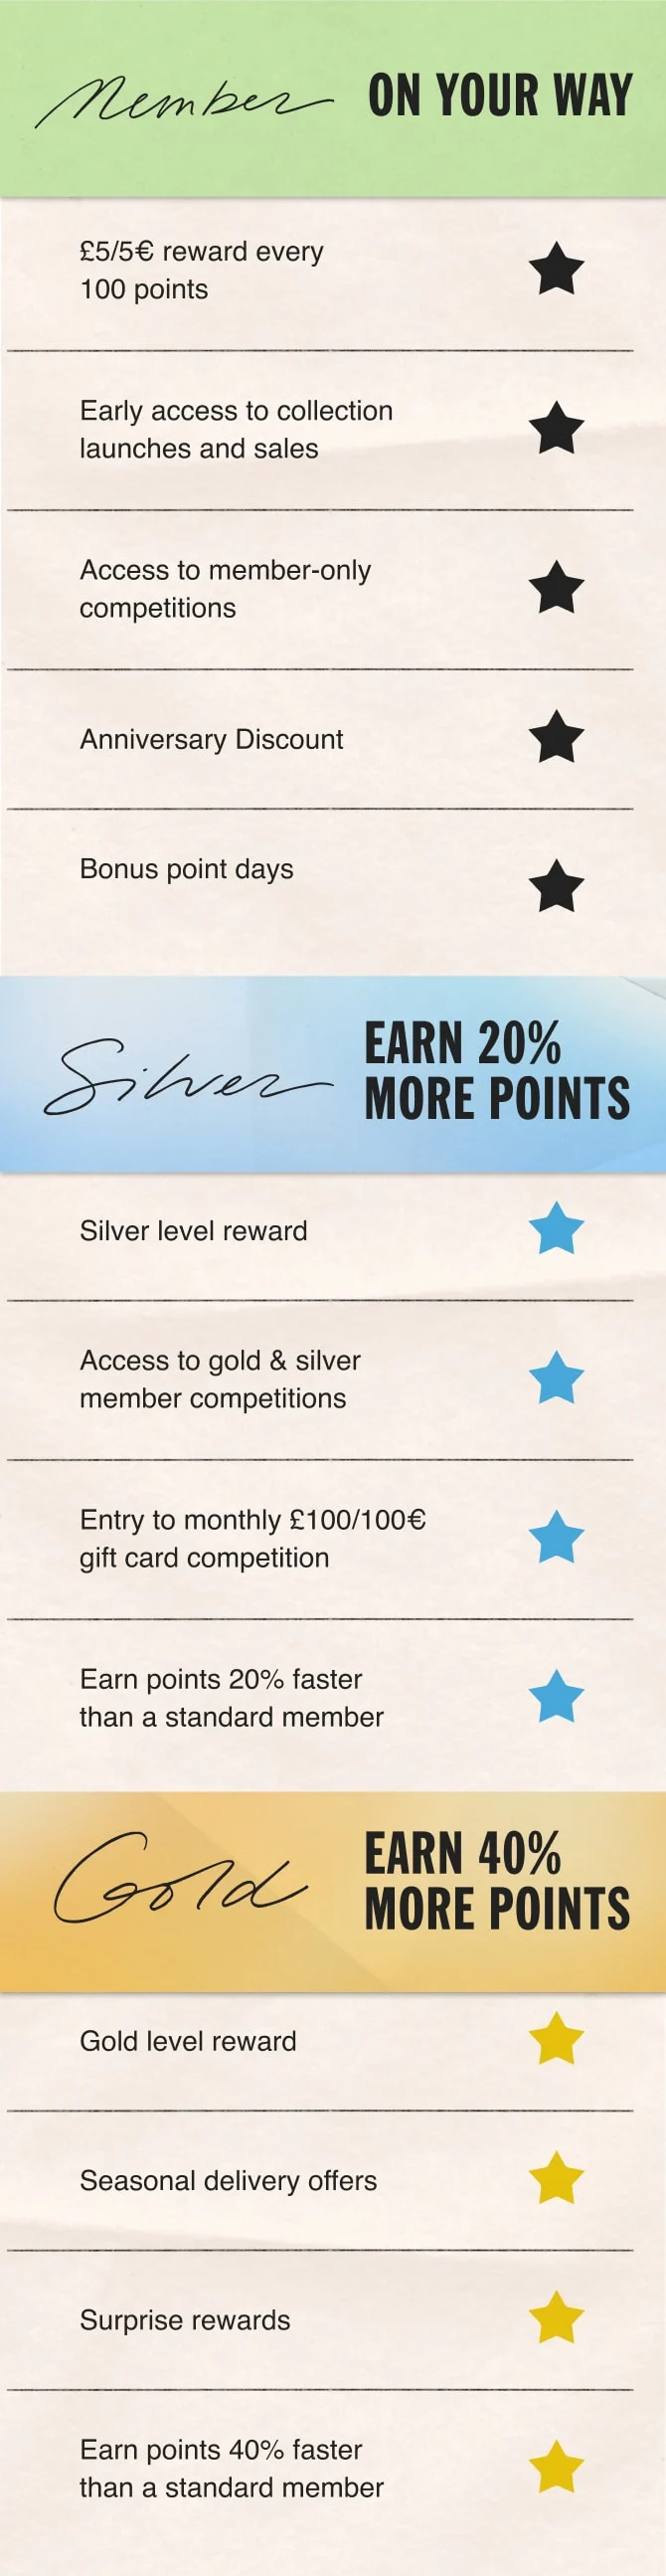 Member ON YOUR WAY
£5/5€ reward every
100 points
Early access to collection
launches and sales
Access to member-only
competitions
Anniversary Discount
Bonus point days
Silver EARN 20%
MORE POINTS
Silver level reward
Access to gold & silver
member competitions
Entry to monthly £100/100€
gift card competition
Earn points 20% faster
than a standard member
Gold EARN 40%
MORE POINTS
Gold level reward
Seasonal delivery offers
Surprise rewards
Earn points 40% faster
than a standard member